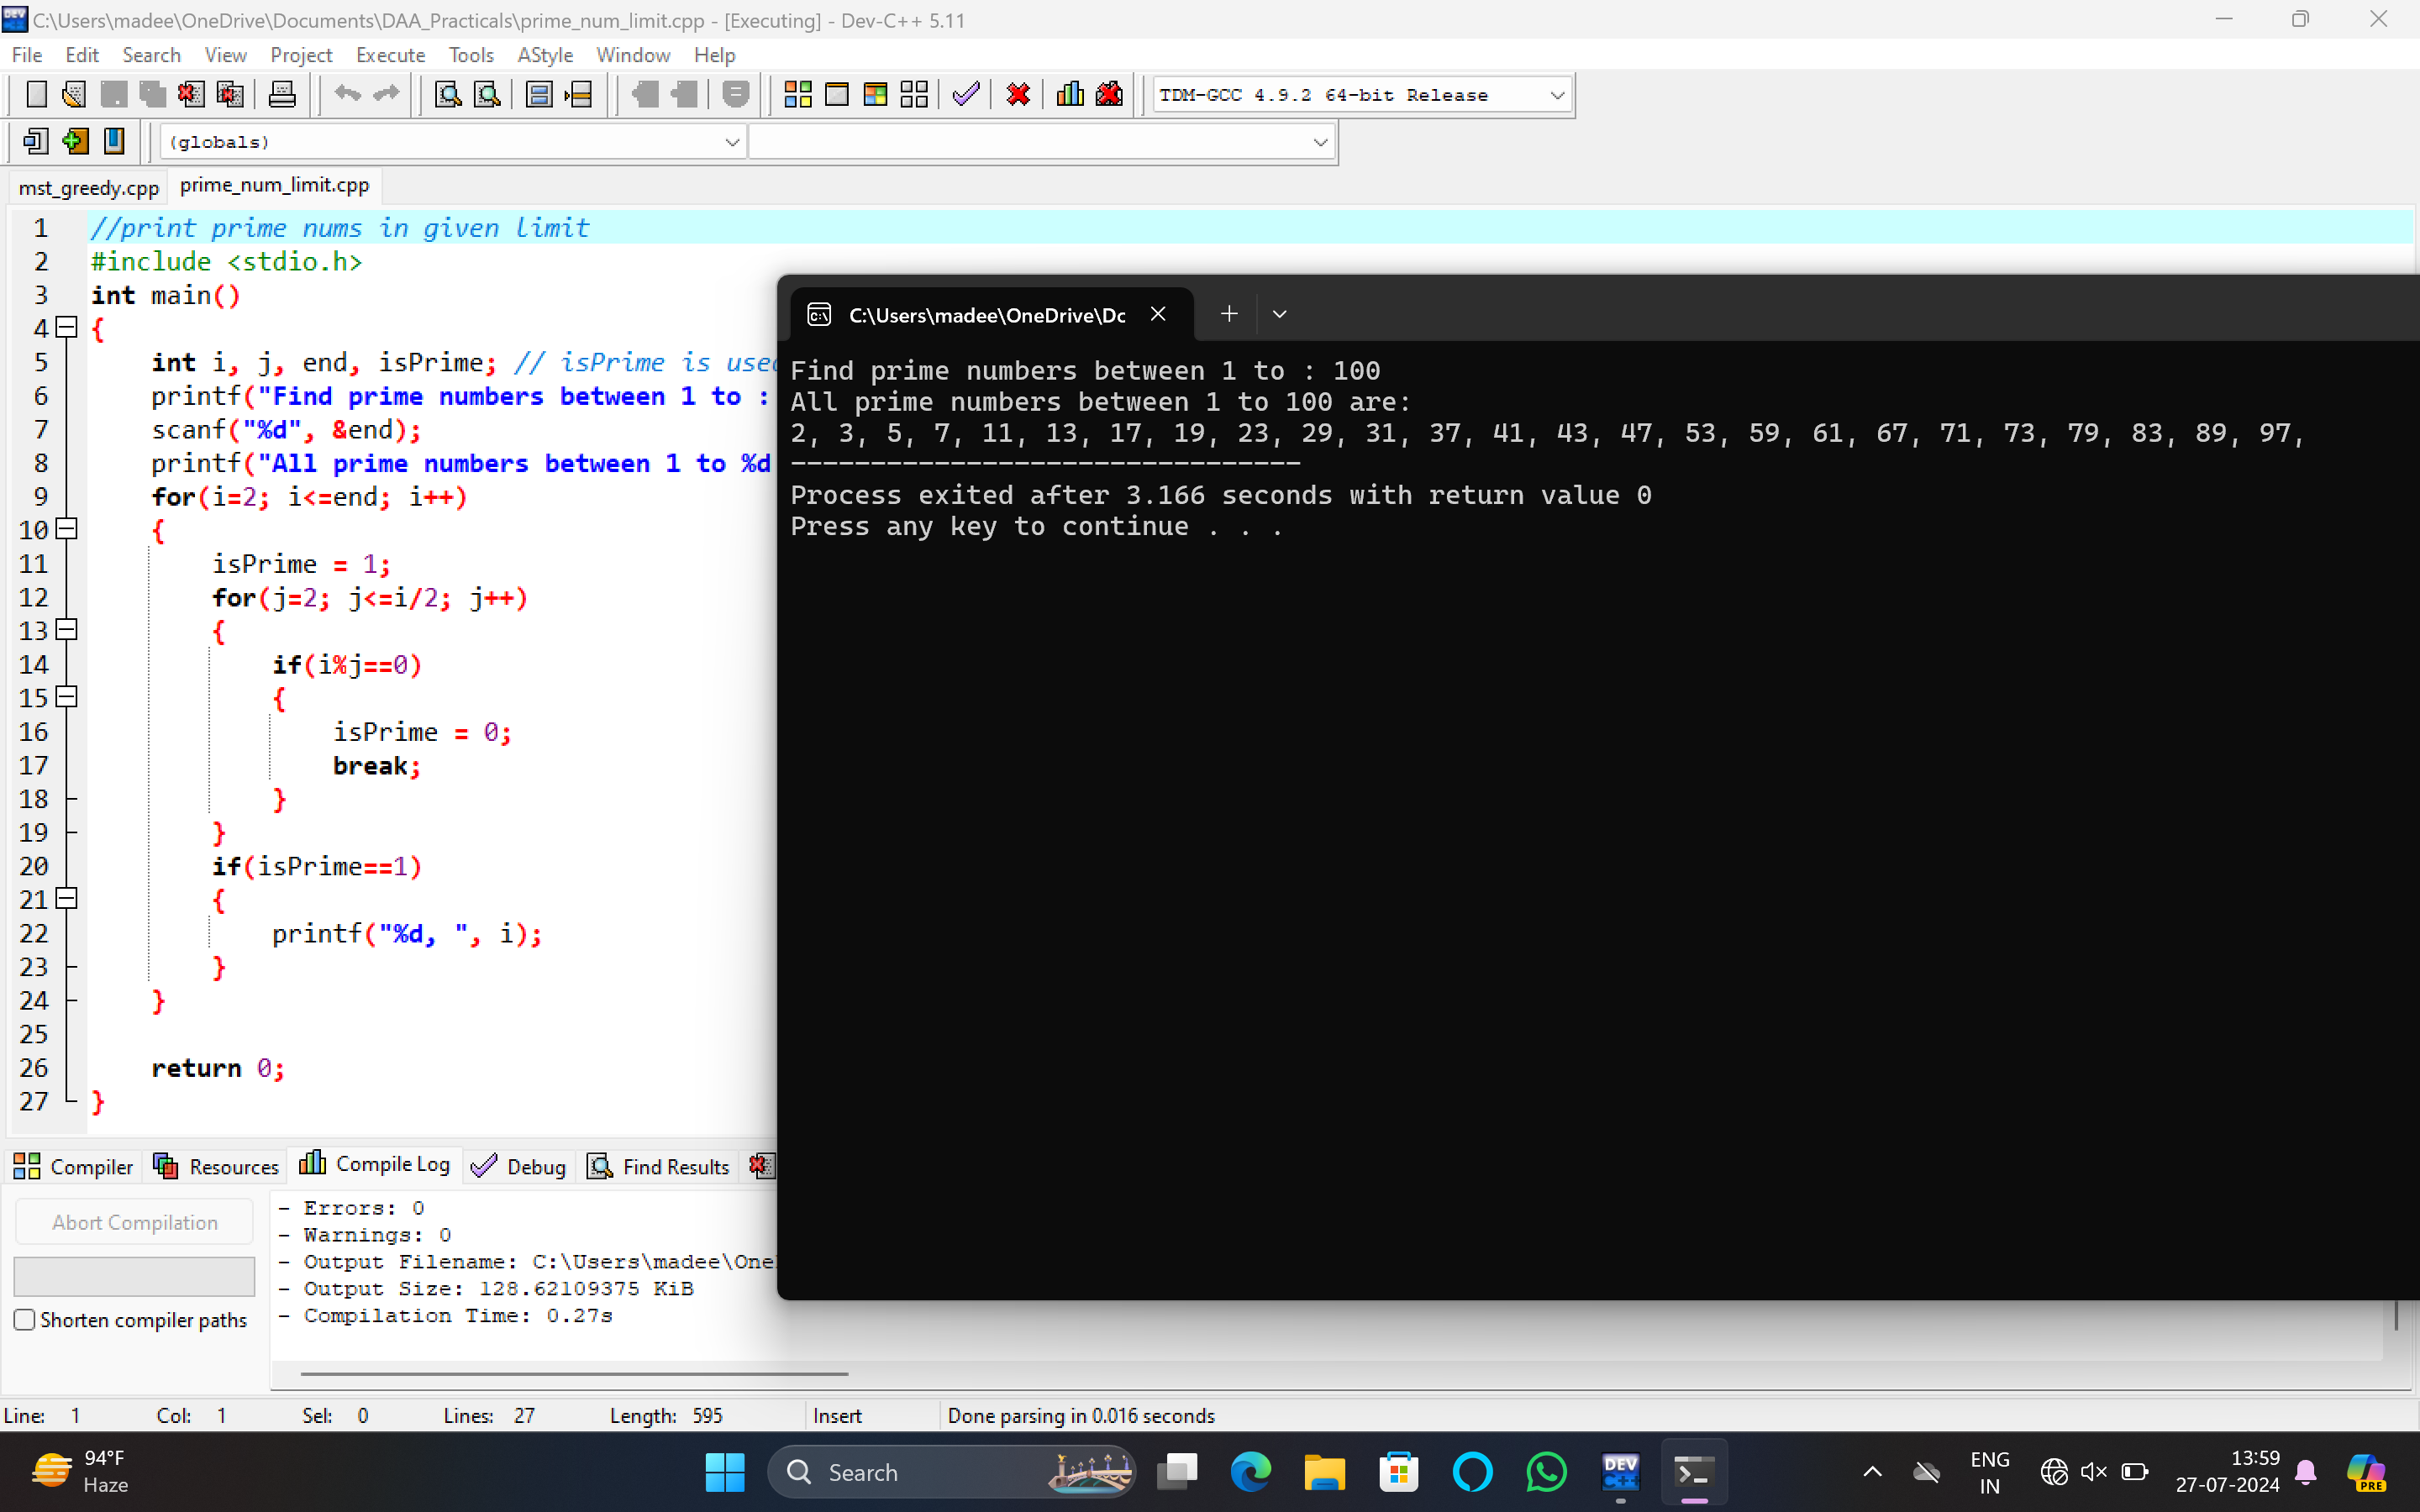 C:\Users\madee\OneDrive\Documents\DAA_Practicals\prime_num_limit.cpp - [Executing] - Dev-C++ 5.11
File Edit Search View Project Execute Tools AStyle Window Help
TDM-GCC 4.9.2 64-bit Release
(globals)
mst_greedy.cpp prime_num_limit.cpp
1 //print prime nums in given limit
2 #include <stdio.h>
3 int main()
4 {
5 int i, j, end, isPrime; // isPrime is used
6 printf("Find prime numbers between 1 to :
7 scanf("%d", &end);
8 printf("All prime numbers between 1 to %d
9 for(i=2; i<=end; i++)
10 {
11 isPrime = 1;
12 for(j=2; j<=i/2; j++)
13 {
14 if(i%j==0)
15 {
16 isPrime = 0;
17 break;
18 }
19 }
20 if(isPrime==1)
21 {
22 printf("%d, ", i);
23 }
24 }
25
26 return 0;
27 }
C:\Users\madee\OneDrive\Dc
Find prime numbers between 1 to : 100
All prime numbers between 1 to 100 are:
2, 3, 5, 7, 11, 13, 17, 19, 23, 29, 31, 37, 41, 43, 47, 53, 59, 61, 67, 71, 73, 79, 83, 89, 97,
--------------------------------
Process exited after 3.166 seconds with return value 0
Press any key to continue . . .
Compiler Resources Compile Log Debug Find Results
Abort Compilation
Shorten compiler paths
- Errors: 0
- Warnings: 0
- Output Filename: C:\Users\madee\One
- Output Size: 128.62109375 KiB
- Compilation Time: 0.27s
Line: 1 Col: 1 Sel: 0 Lines: 27 Length: 595 Insert Done parsing in 0.016 seconds
94°F
Haze
Search
DEV
ENG
IN
13:59
27-07-2024
PRE